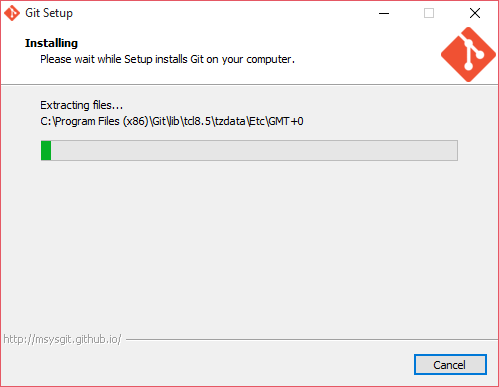 Git Setup
Installing
Please wait while Setup installs Git on your computer.
Extracting files...
C:\Program Files (x86)\Git\lib\tcl8.5\tzdata\Etc\GMT+0
http://msysgit.github.io/
Cancel